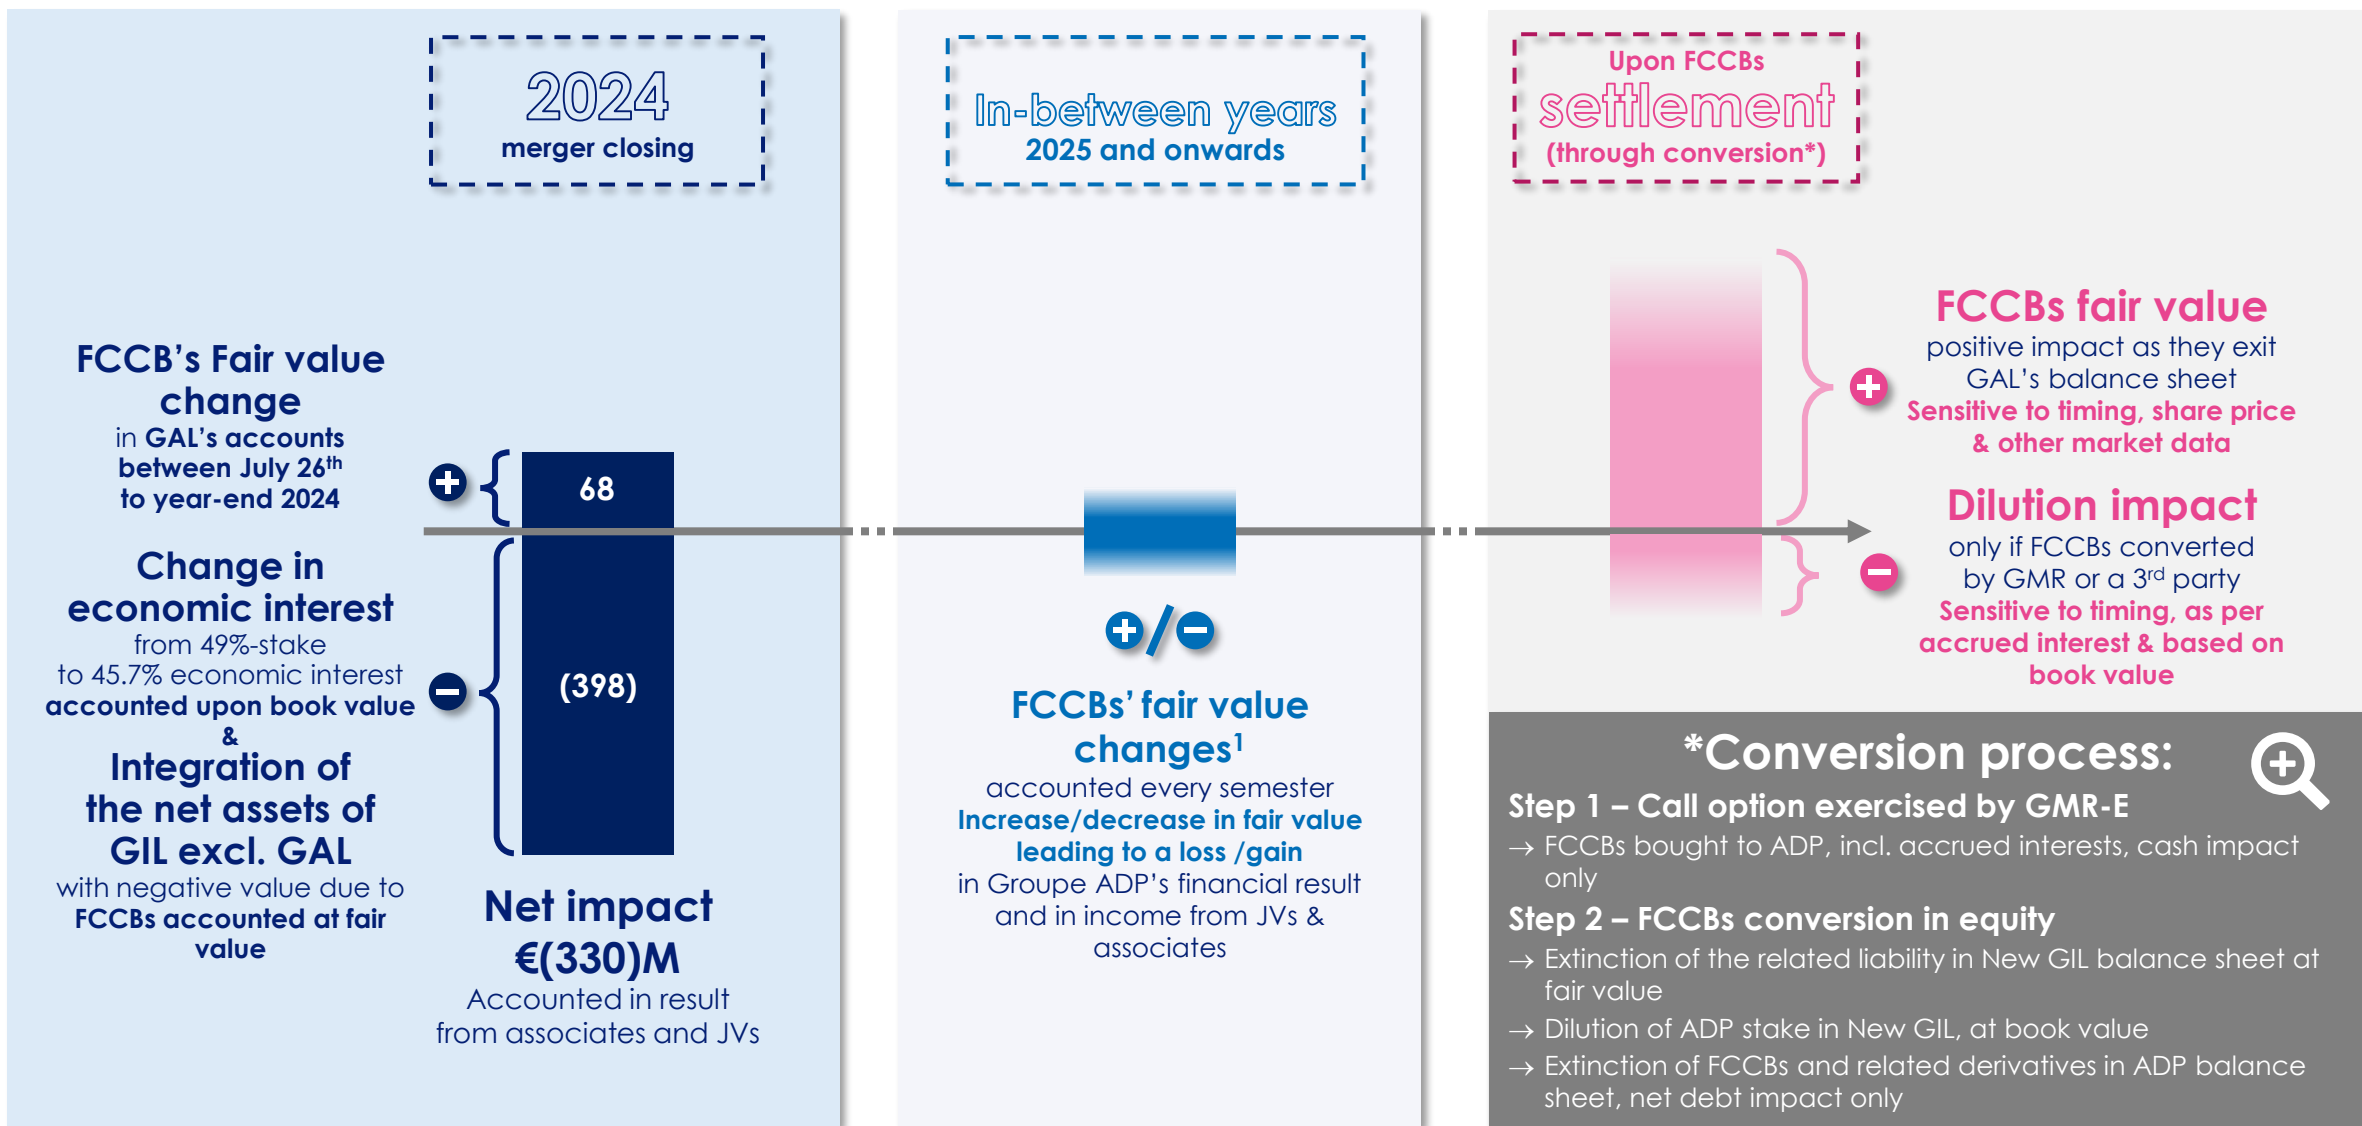 2024
merger closing
FCCB’s Fair value
change
in GAL’s accounts
between July 26th
to year-end 2024
68
Change in
economic interest
from 49%-stake
to 45.7% economic interest
accounted upon book value
&
Integration of
the net assets of
GIL excl. GAL
with negative value due to
FCCBs accounted at fair
value
(398)
Net impact
€(330)M
Accounted in result
from associates and JVs
In-between years
2025 and onwards
+/−
FCCBs’ fair value
changes1
accounted every semester
Increase/decrease in fair value
leading to a loss /gain
in Groupe ADP’s financial result
and in income from JVs &
associates
Upon FCCBs
settlement
(through conversion*)
FCCBs fair value
positive impact as they exit
GAL’s balance sheet
Sensitive to timing, share price
& other market data
Dilution impact
only if FCCBs converted
by GMR or a 3rd party
Sensitive to timing, as per
accrued interest & based on
book value
*Conversion process:
Step 1 – Call option exercised by GMR-E
→ FCCBs bought to ADP, incl. accrued interests, cash impact
only
Step 2 – FCCBs conversion in equity
→ Extinction of the related liability in New GIL balance sheet at
fair value
→ Dilution of ADP stake in New GIL, at book value
→ Extinction of FCCBs and related derivatives in ADP balance
sheet, net debt impact only